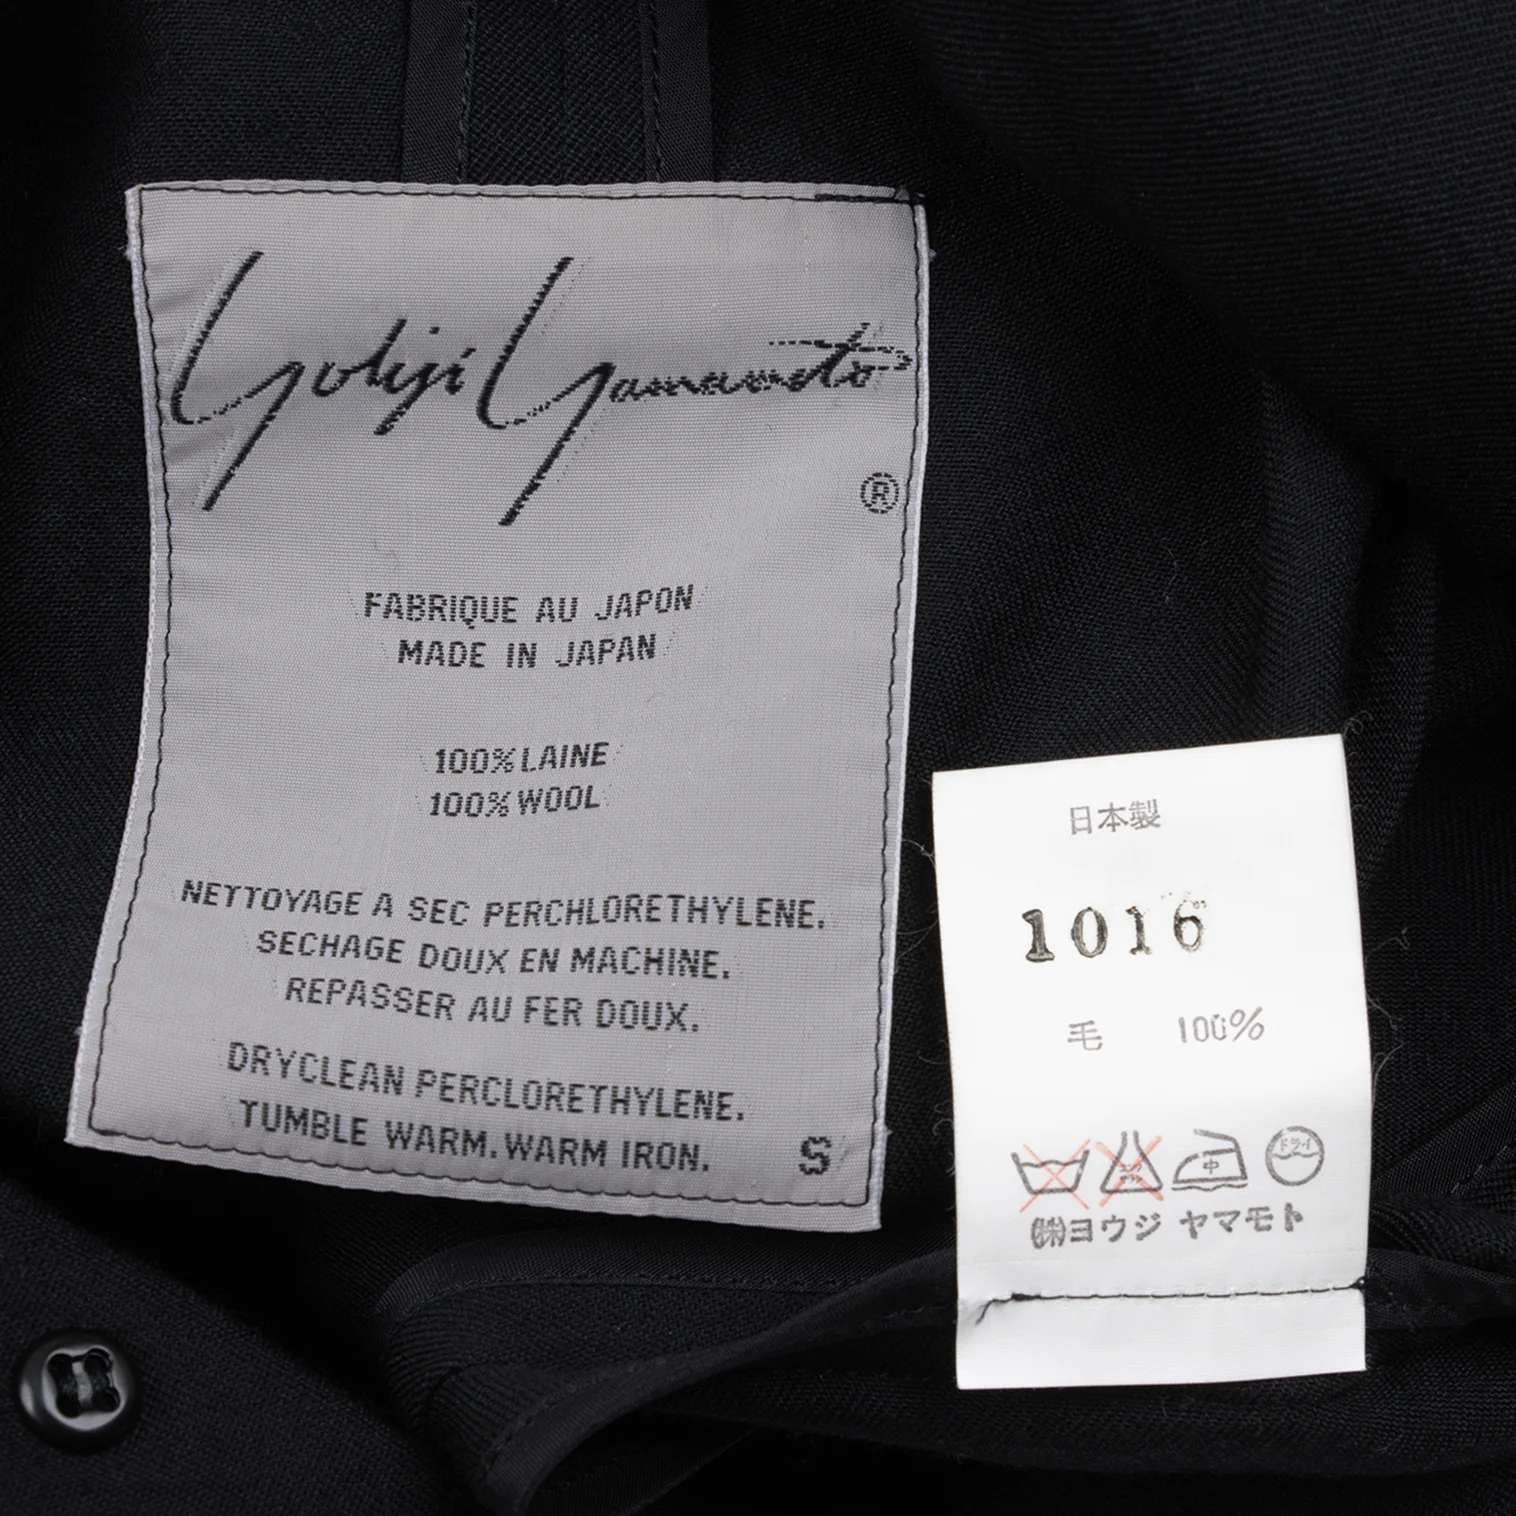 Yohji Yamamoto
®
FABRIQUE AU JAPON
MADE IN JAPAN
100% LAINE
100% WOOL
NETTOYAGE A SEC PERCHLORETHYLENE.
SECHAGE DOUX EN MACHINE.
REPASSER AU FER DOUX.
DRYCLEAN PERCLORETHYLENE.
TUMBLE WARM. WARM IRON. S
日本製
1016
毛 100%
中 ドライ
(株)ヨウジ ヤマモト